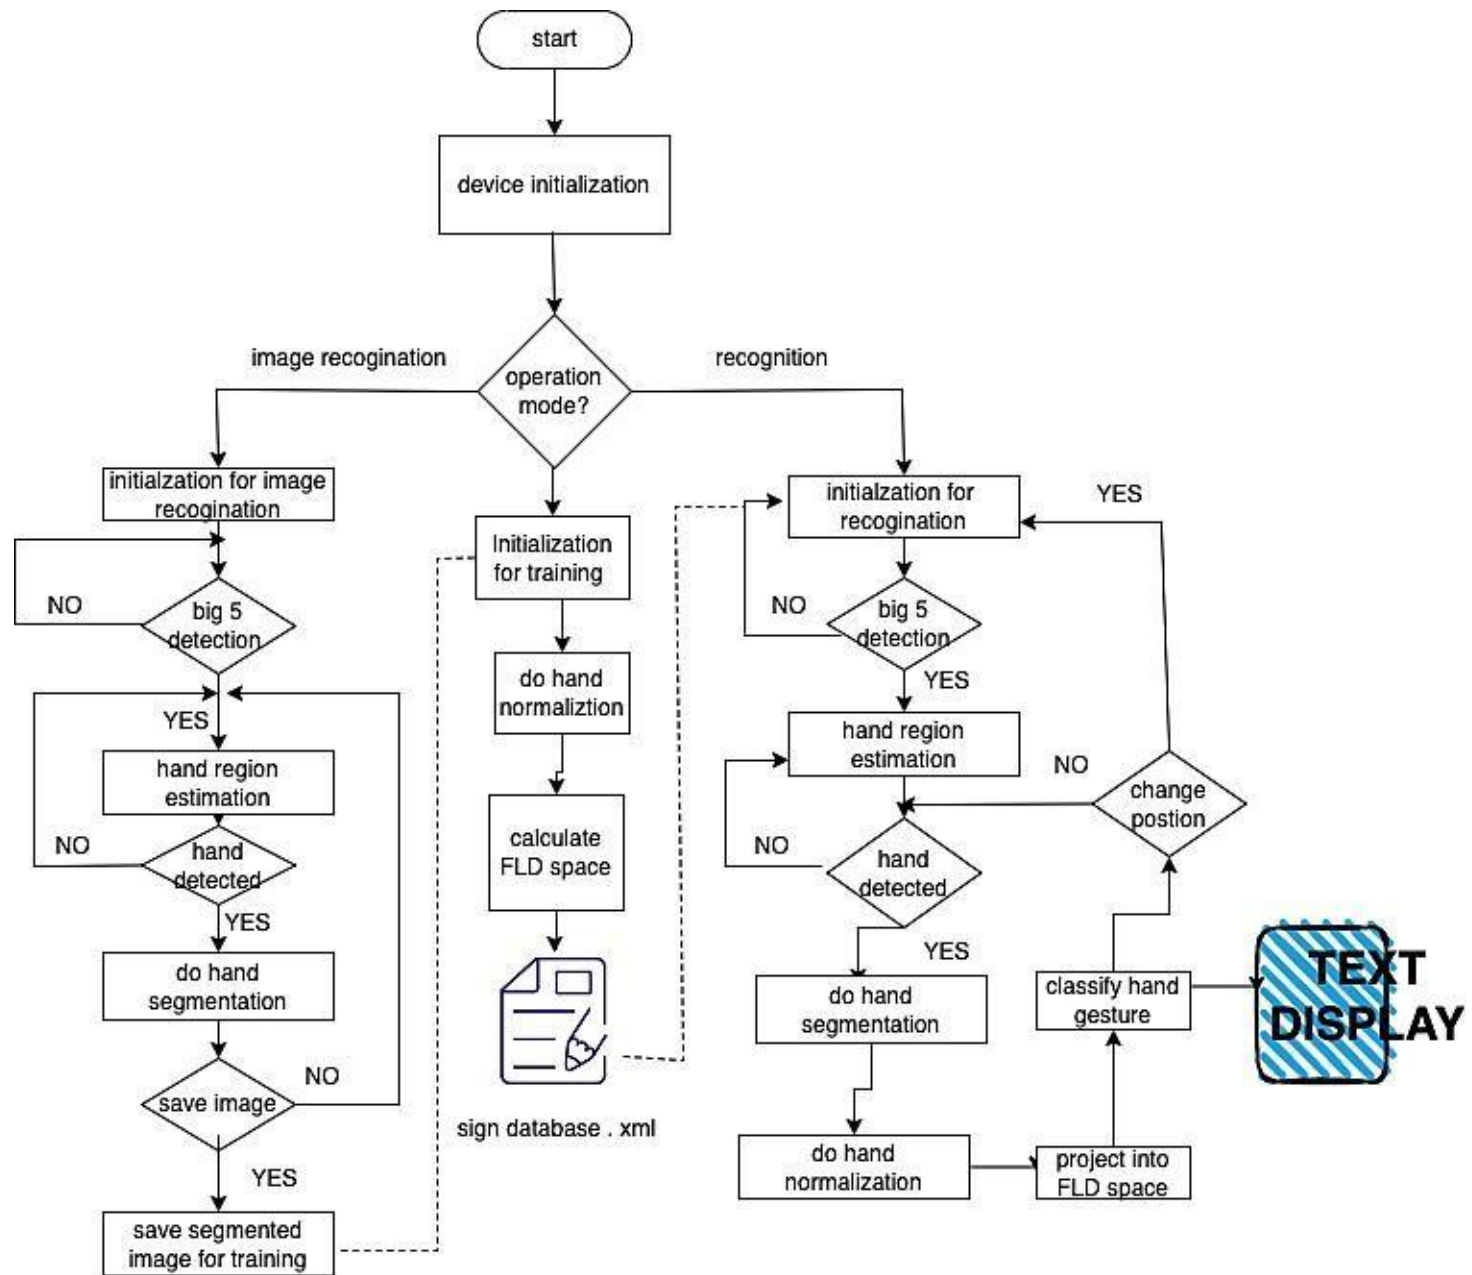 start
device initialization
operation
mode?
image recogination
recognition
initialzation for image
recogination
NO
big 5
detection
YES
hand region
estimation
NO
hand
detected
YES
do hand
segmentation
NO
save image
YES
save segmented
image for training
Initialization
for training
do hand
normaliztion
calculate
FLD space
sign database . xml
initialzation for
recogination
YES
NO
big 5
detection
YES
hand region
estimation
NO
change
postion
NO
hand
detected
YES
do hand
segmentation
do hand
normalization
project into
FLD space
classify hand
gesture
TEXT
DISPLAY